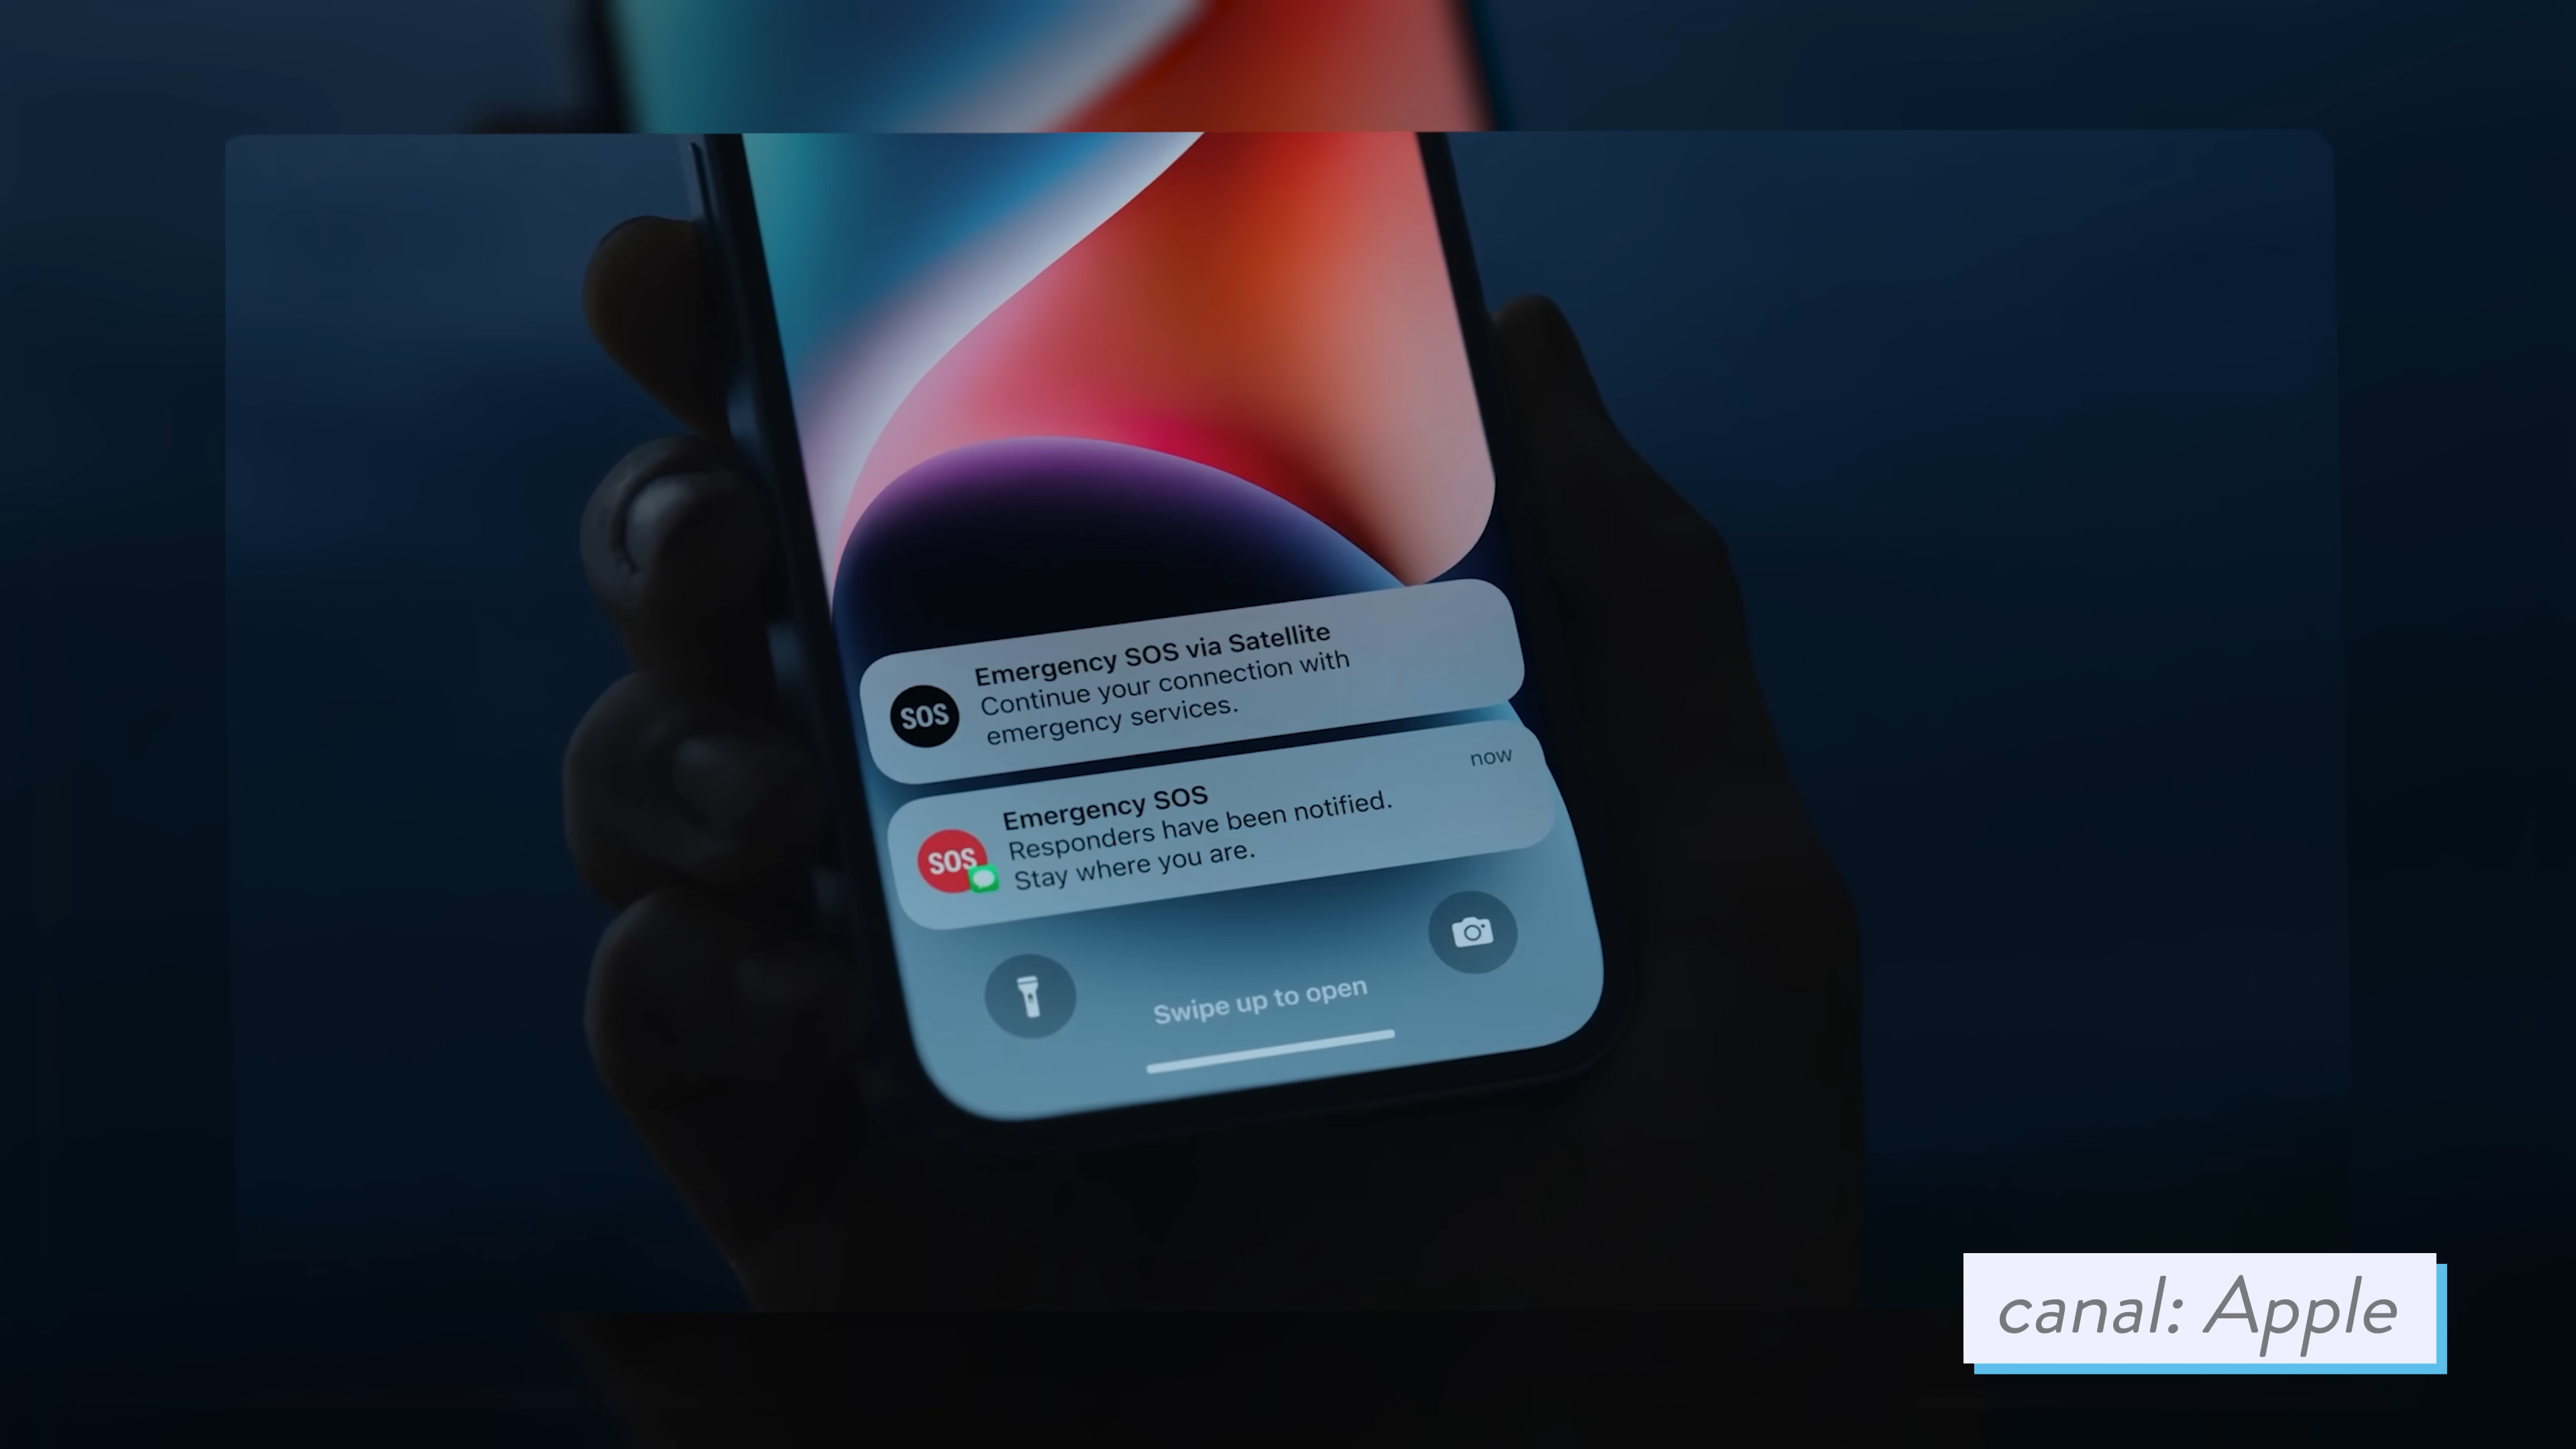 Emergency SOS via Satellite
SOS
Continue your connection with
emergency services.
now
Emergency SOS
SOS
Responders have been notified.
Stay where you are.
Swipe up to open
canal: Apple